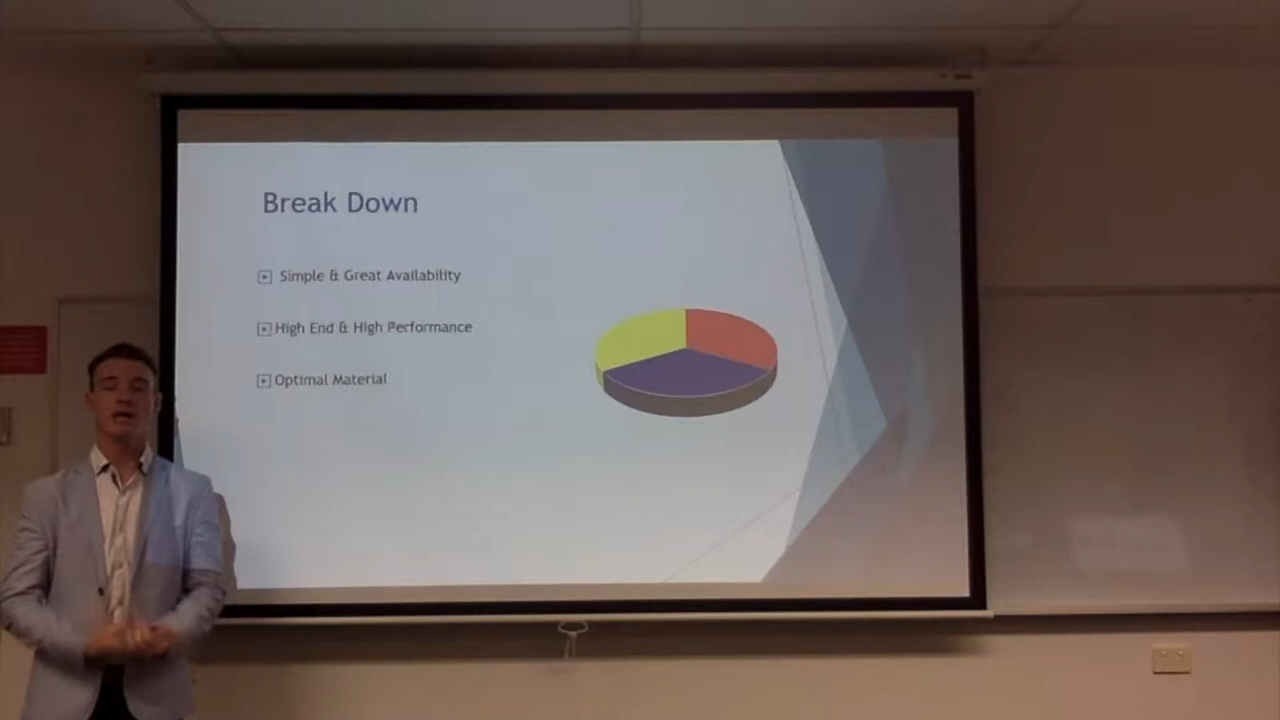 Break Down
Simple & Great Availability
High End & High Performance
Optimal Material